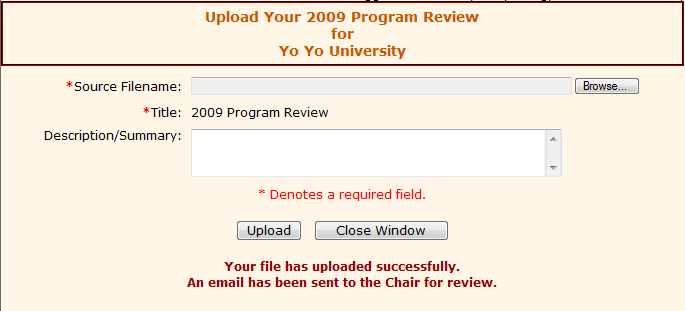 Upload Your 2009 Program Review
for
Yo Yo University
*Source Filename: Browse...
*Title: 2009 Program Review
Description/Summary:
* Denotes a required field.
Upload Close Window
Your file has uploaded successfully.
An email has been sent to the Chair for review.